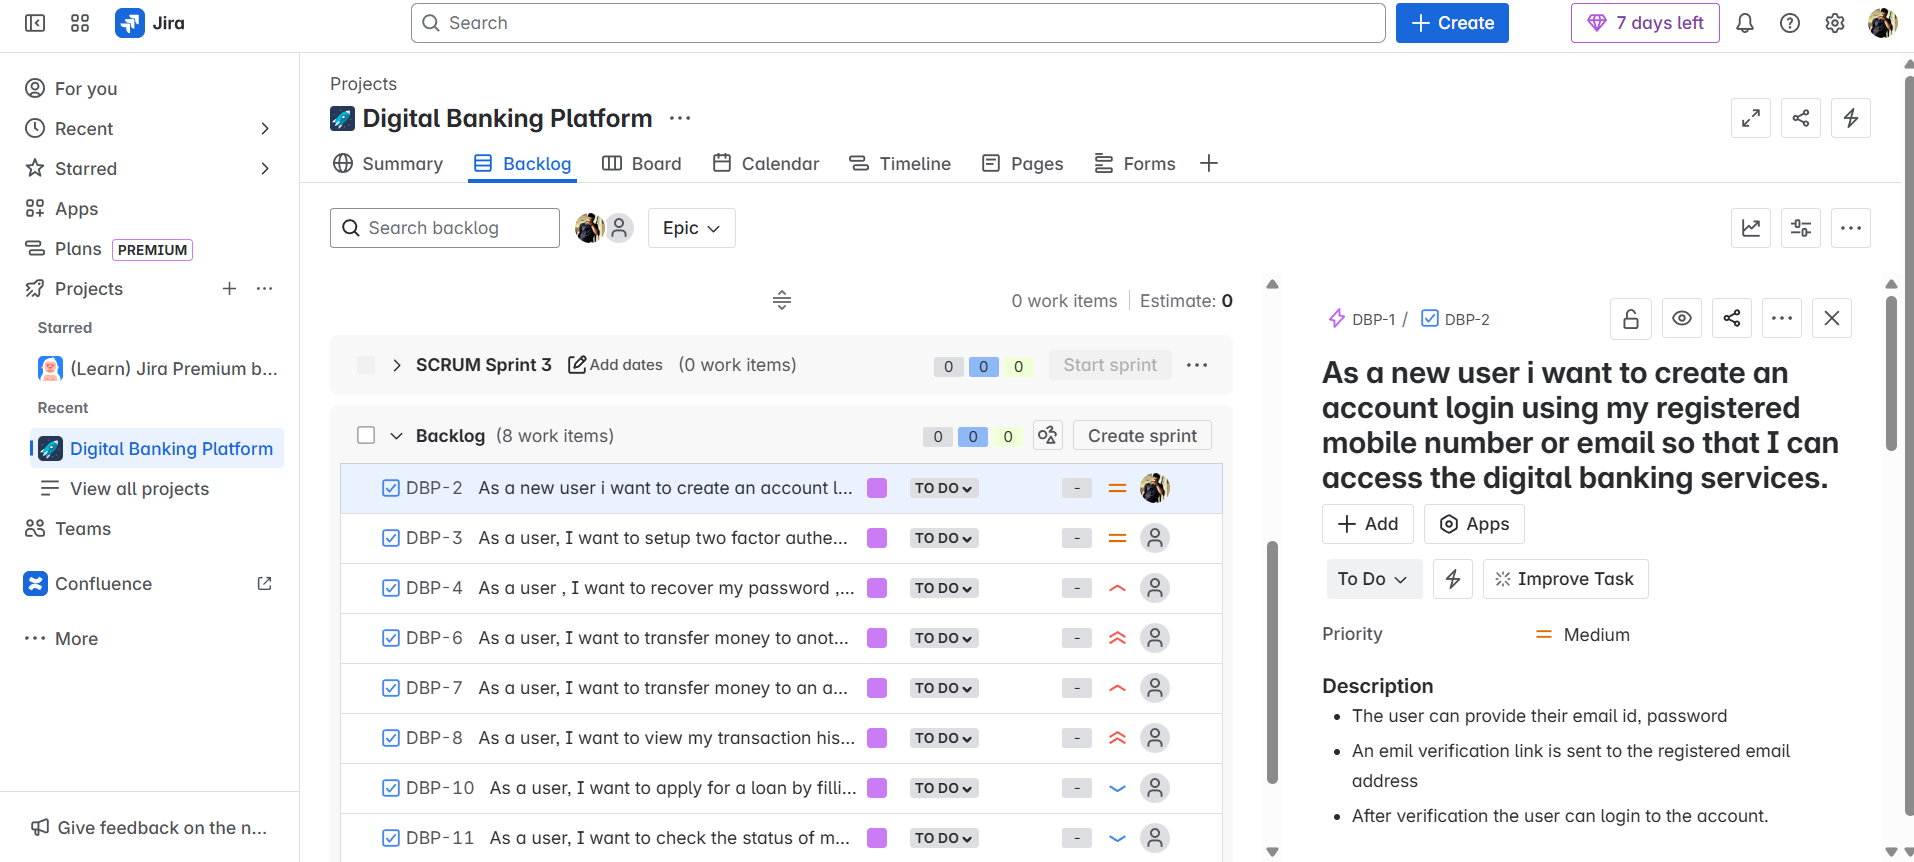 Jira
Search
Create
7 days left
For you
Recent
Starred
Apps
Plans PREMIUM
Projects
Starred
(Learn) Jira Premium b...
Recent
Digital Banking Platform
View all projects
Teams
Confluence
More
Give feedback on the n...
Projects
Digital Banking Platform
Summary Backlog Board Calendar Timeline Pages Forms
Search backlog Epic
0 work items Estimate: 0
SCRUM Sprint 3 Add dates (0 work items) 0 0 0 Start sprint
Backlog (8 work items) 0 0 0 Create sprint
DBP-2 As a new user i want to create an account l... TO DO -
DBP-3 As a user, I want to setup two factor authe... TO DO -
DBP-4 As a user , I want to recover my password ,... TO DO -
DBP-6 As a user, I want to transfer money to anot... TO DO -
DBP-7 As a user, I want to transfer money to an a... TO DO -
DBP-8 As a user, I want to view my transaction his... TO DO -
DBP-10 As a user, I want to apply for a loan by filli... TO DO -
DBP-11 As a user, I want to check the status of m... TO DO -
DBP-1 / DBP-2
As a new user i want to create an
account login using my registered
mobile number or email so that I can
access the digital banking services.
Add Apps
To Do Improve Task
Priority Medium
Description
• The user can provide their email id, password
• An emil verification link is sent to the registered email
address
• After verification the user can login to the account.